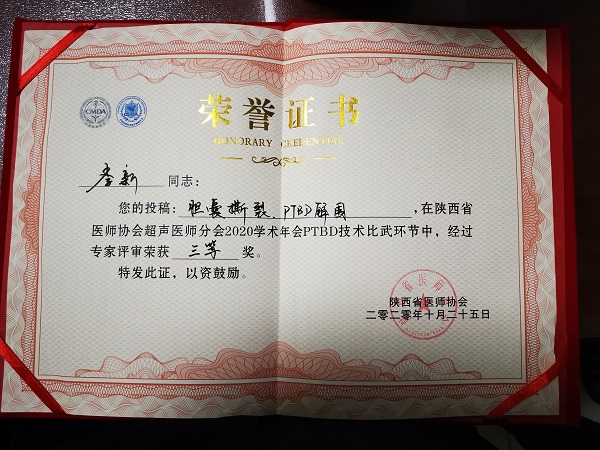 CMDA
荣誉证书
HONORARY CREDENTIAL
李新 同志：
您的投稿：胆囊撕裂、PTBD解围，在陕西省
医师协会超声医师分会2020学术年会PTBD技术比武环节中，经过
专家评审荣获 三等 奖。
特发此证，以资鼓励。
陕西省医师协会
二零二零年十月二十五日